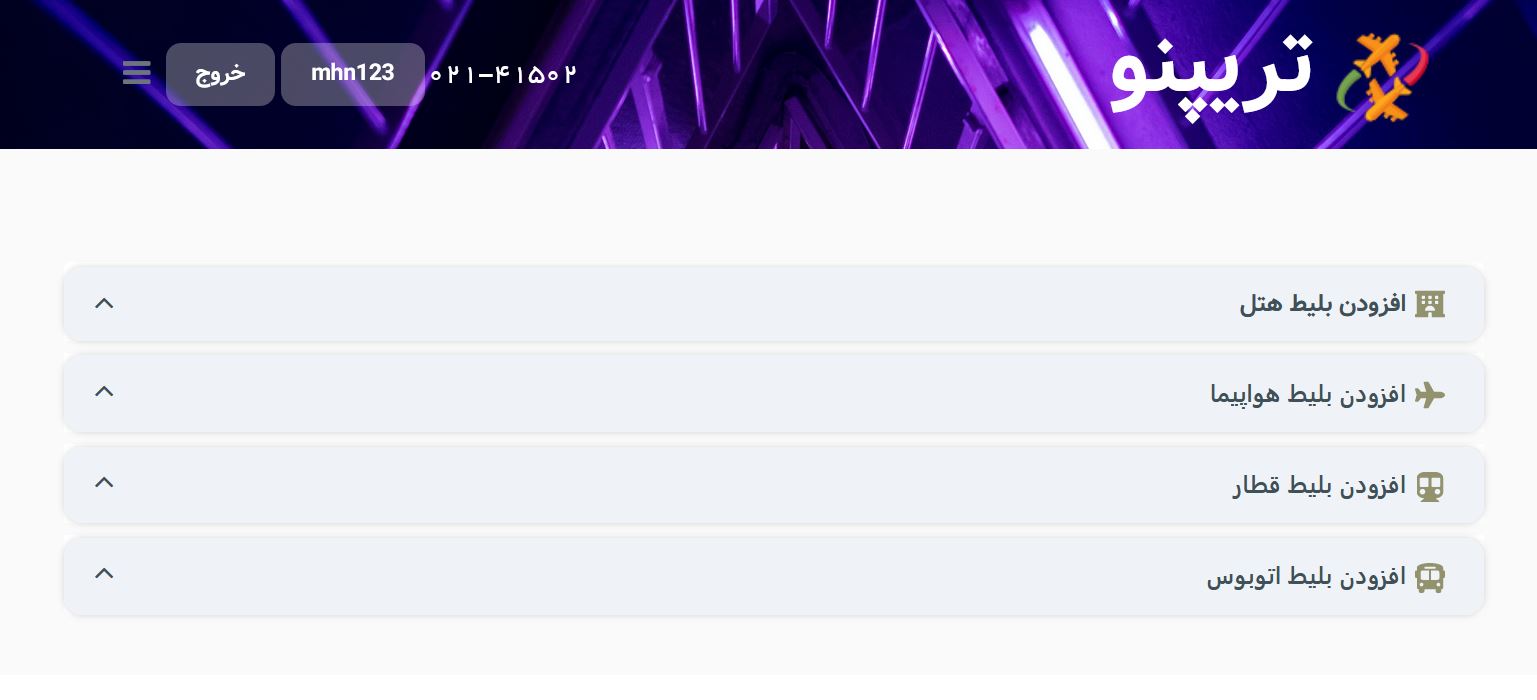 تریپنو
۰۲۱-۴۱۵۰۲
mhn123
خروج
افزودن بلیط هتل
افزودن بلیط هواپیما
افزودن بلیط قطار
افزودن بلیط اتوبوس